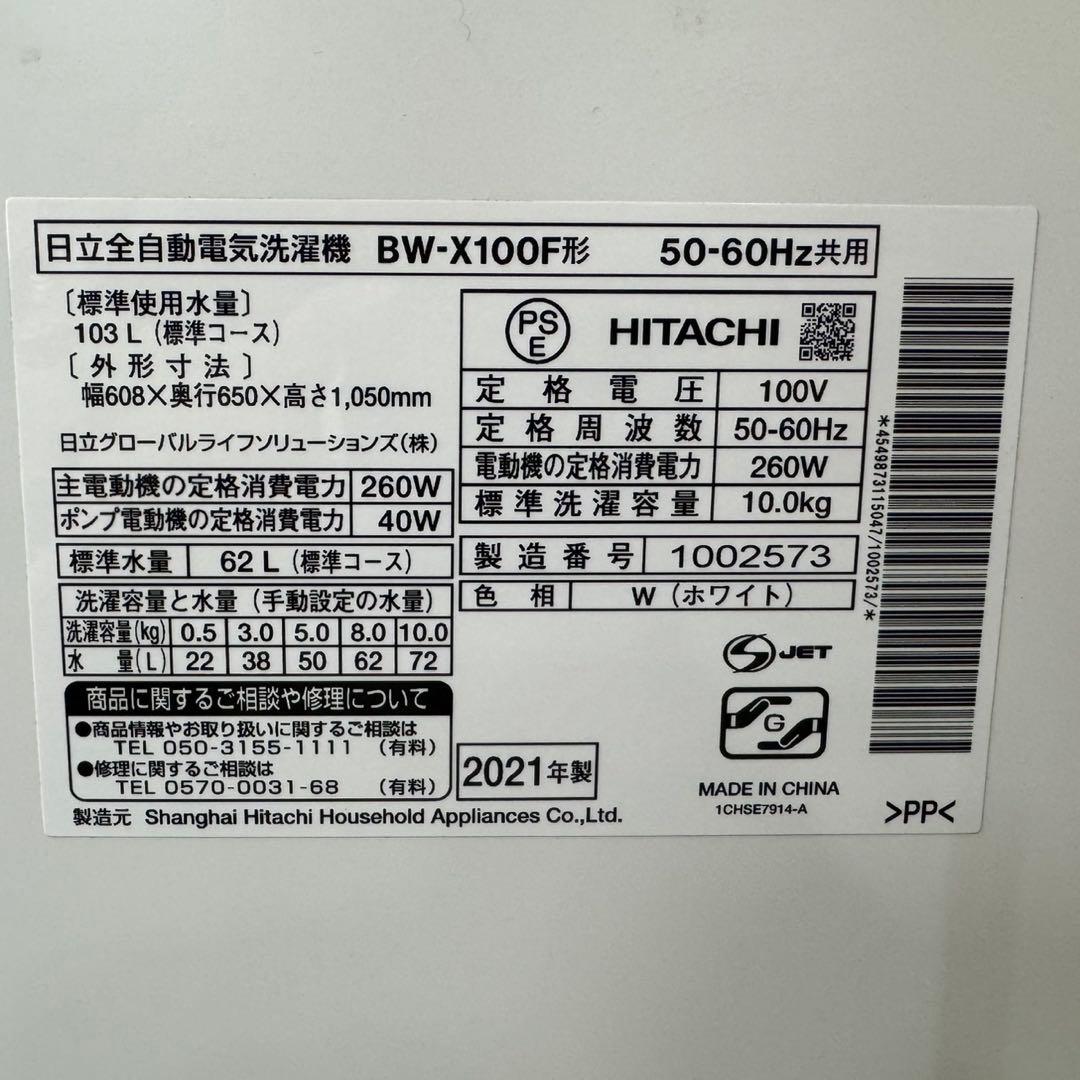 日立全自動電気洗濯機 BW-X100F形 50-60Hz共用
〔標準使用水量〕
103 L (標準コース)
〔外形寸法〕
幅608×奥行650×高さ1,050mm
日立グローバルライフソリューションズ(株)
主電動機の定格消費電力 260W
ポンプ電動機の定格消費電力 40W
標準水量 62 L (標準コース)
洗濯容量と水量 (手動設定の水量)
洗濯容量(kg) 0.5 3.0 5.0 8.0 10.0
水量(L) 22 38 50 62 72
商品に関するご相談や修理について
●商品情報やお取り扱いに関するご相談は
TEL 050-3155-1111 (有料)
●修理に関するご相談は
TEL 0570-0031-68 (有料)
製造元 Shanghai Hitachi Household Appliances Co.,Ltd.
PS
E
HITACHI
定格電圧 100V
定格周波数 50-60Hz
電動機の定格消費電力 260W
標準洗濯容量 10.0kg
製造番号 1002573
色相 W (ホワイト)
JET
G
2021年製
MADE IN CHINA
1CHSE7914-A
>PP<
*4549873115047/1002573/*